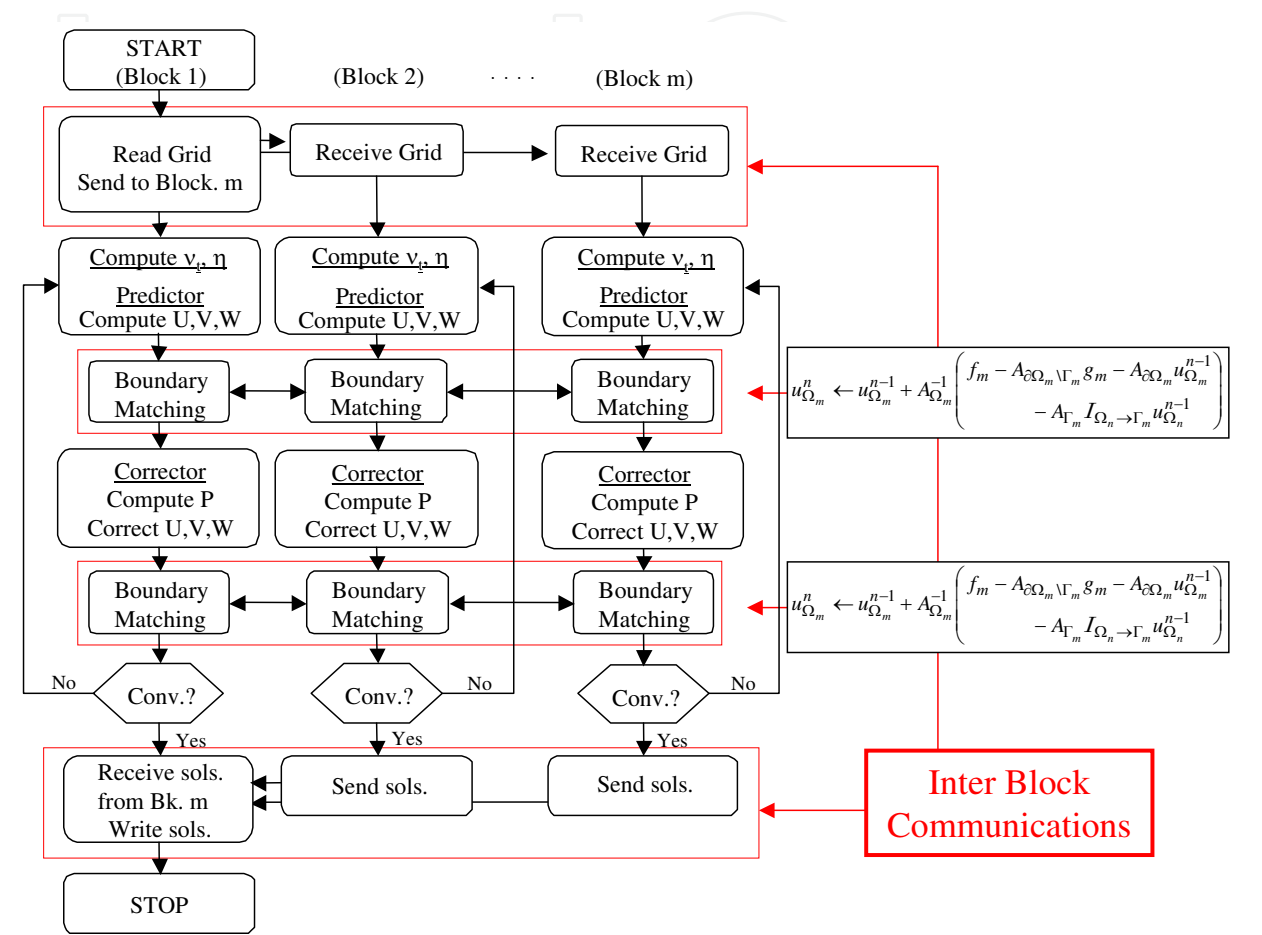 START
(Block 1)
(Block 2)
. . . .
(Block m)
Read Grid
Send to Block. m
Receive Grid
Receive Grid
Compute νt, η
Predictor
Compute U,V,W
Compute νt, η
Predictor
Compute U,V,W
Compute νt, η
Predictor
Compute U,V,W
Boundary
Matching
Boundary
Matching
Boundary
Matching
u^n_{Ω_m} ← u^{n-1}_{Ω_m} + A^{-1}_{Ω_m} ( f_m − A_{∂Ω_m\Γ_m} g_m − A_{∂Ω_m} u^{n-1}_{Ω_m}
− A_{Γ_m} I_{Ω_n→Γ_m} u^{n-1}_{Ω_n} )
Corrector
Compute P
Correct U,V,W
Corrector
Compute P
Correct U,V,W
Corrector
Compute P
Correct U,V,W
Boundary
Matching
Boundary
Matching
Boundary
Matching
u^n_{Ω_m} ← u^{n-1}_{Ω_m} + A^{-1}_{Ω_m} ( f_m − A_{∂Ω_m\Γ_m} g_m − A_{∂Ω_m} u^{n-1}_{Ω_m}
− A_{Γ_m} I_{Ω_n→Γ_m} u^{n-1}_{Ω_n} )
No
Conv.?
Conv.?
No
Conv.?
No
Yes
Yes
Yes
Receive sols.
from Bk. m
Write sols.
Send sols.
Send sols.
Inter Block
Communications
STOP